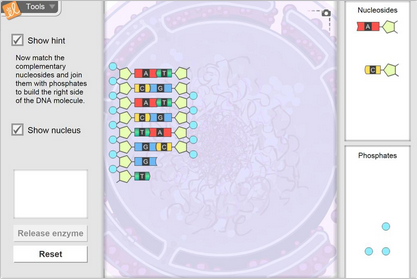 Tools
Show hint
Now match the
complementary
nucleosides and join
them with phosphates
to build the right side
of the DNA molecule.
Show nucleus
Release enzyme
Reset
A T
C G
A T
C G
T A
G C
G
T
Nucleosides
A
C
Phosphates